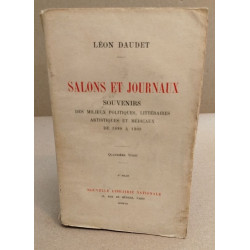 LÉON DAUDET
SALONS ET JOURNAUX
SOUVENIRS
DES MILIEUX POLITIQUES, LITTÉRAIRES
ARTISTIQUES ET MÉDICAUX
DE 1880 A 1908
NOUVELLE LIBRAIRIE NATIONALE
PARIS